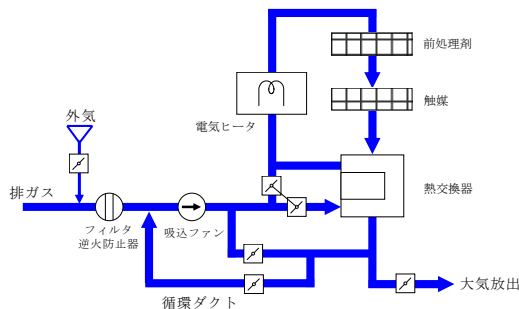 前処理剤
触媒
電気ヒータ
外気
熱交換器
排ガス
フィルタ
逆火防止器
吸込ファン
大気放出
循環ダクト